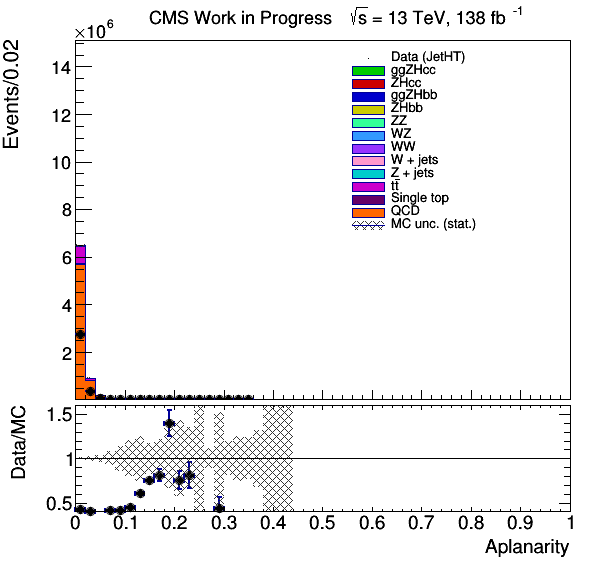 CMS Work in Progress √s = 13 TeV, 138 fb⁻¹
×10⁶
Events/0.02
14
12
10
8
6
4
2
Data (JetHT)
ggZHcc
ZHcc
ggZHbb
ZHbb
ZZ
WZ
WW
W + jets
Z + jets
tt̄
Single top
QCD
MC unc. (stat.)
Data/MC
1.5
1
0.5
0 0.1 0.2 0.3 0.4 0.5 0.6 0.7 0.8 0.9 1
Aplanarity